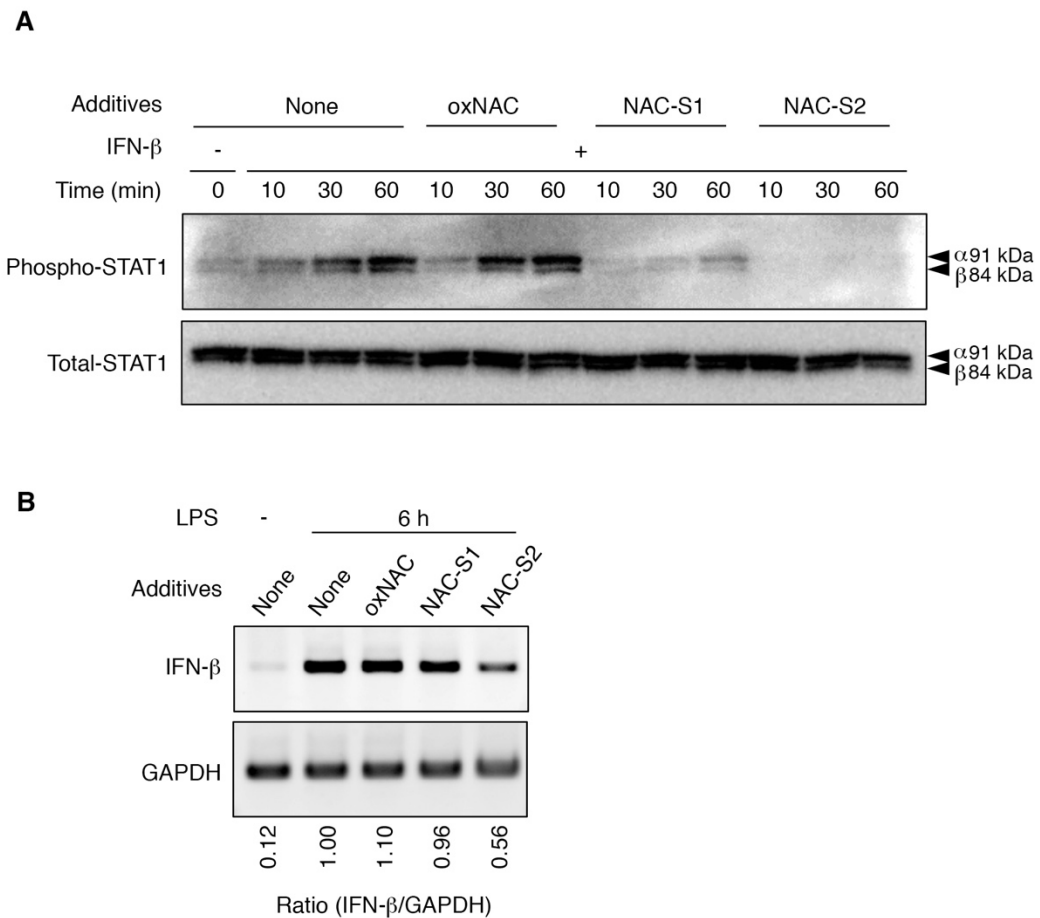 A
Additives None oxNAC NAC-S1 NAC-S2
IFN-β - +
Time (min) 0 10 30 60 10 30 60 10 30 60 10 30 60
Phospho-STAT1
α91 kDa
β84 kDa
Total-STAT1
α91 kDa
β84 kDa
B
LPS - 6 h
Additives None None oxNAC NAC-S1 NAC-S2
IFN-β
GAPDH
0.12 1.00 1.10 0.96 0.56
Ratio (IFN-β/GAPDH)